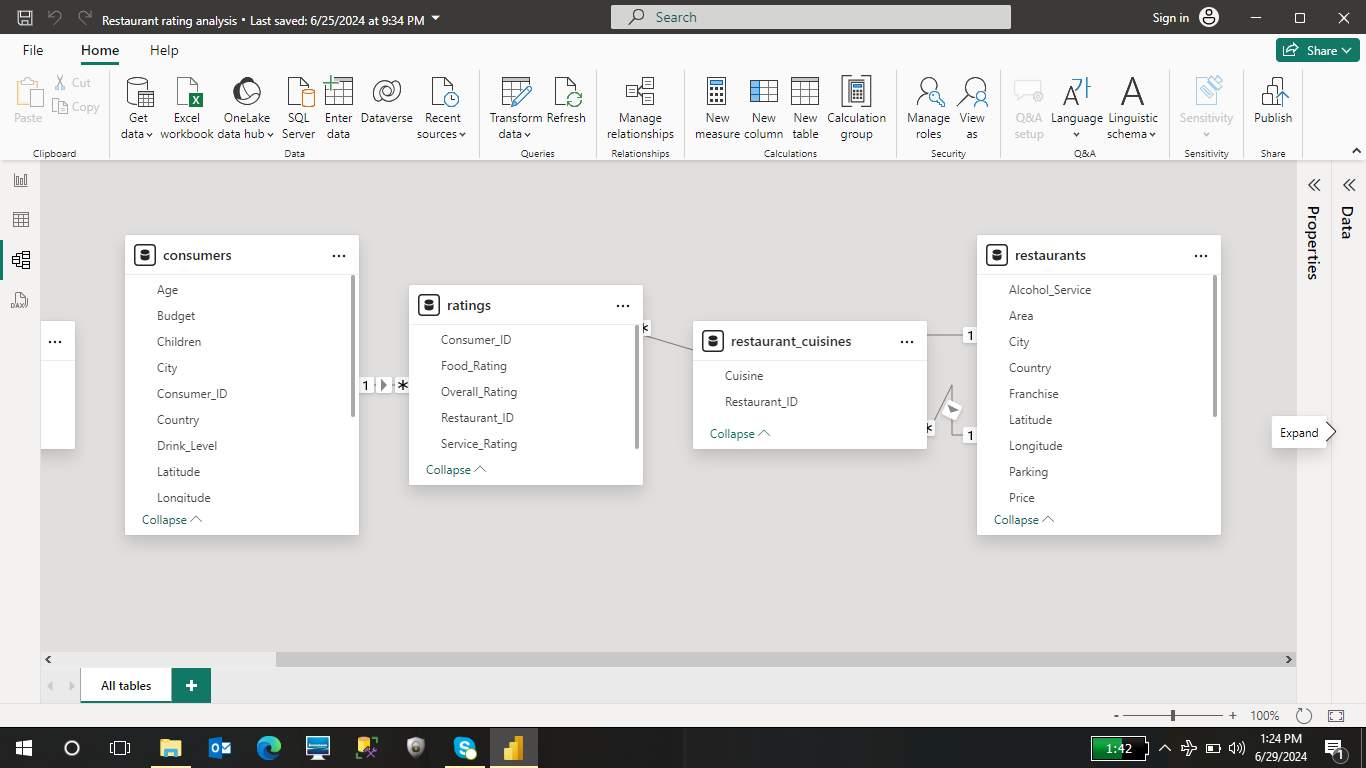 Restaurant rating analysis • Last saved: 6/25/2024 at 9:34 PM
Search
Sign in
File
Home
Help
Share
Paste
Cut
Copy
Clipboard
Get
data
Excel
workbook
OneLake
data hub
SQL
Server
Enter
data
Dataverse
Recent
sources
Data
Transform
data
Refresh
Queries
Manage
relationships
Relationships
New
measure
New
column
New
table
Calculation
group
Calculations
Manage
roles
View
as
Security
Q&A
setup
Language
Linguistic
schema
Q&A
Sensitivity
Sensitivity
Publish
Share
DAX
consumers
Age
Budget
Children
City
Consumer_ID
Country
Drink_Level
Latitude
Longitude
Collapse
1
*
ratings
Consumer_ID
Food_Rating
Overall_Rating
Restaurant_ID
Service_Rating
Collapse
*
restaurant_cuisines
Cuisine
Restaurant_ID
Collapse
*
1
1
restaurants
Alcohol_Service
Area
City
Country
Franchise
Latitude
Longitude
Parking
Price
Collapse
Properties
Data
Expand
All tables
+
- + 100%
1:42
1:24 PM
6/29/2024
1